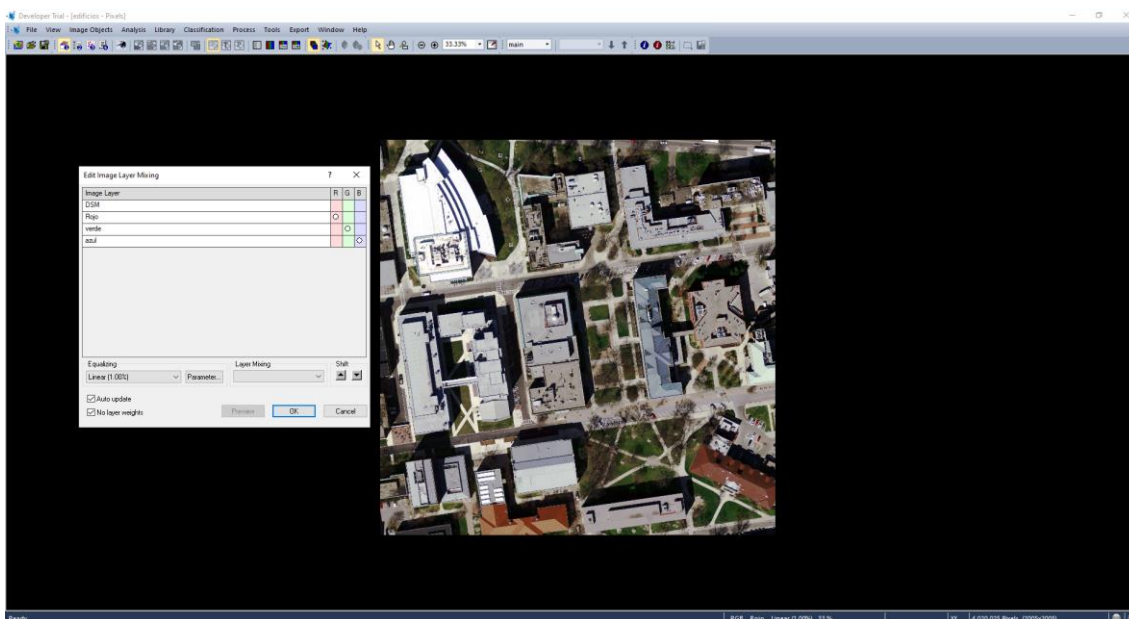 Developer Trial - [edificios - Pixels]
File View Image Objects Analysis Library Classification Process Tools Export Window Help
33.33% main
Edit Image Layer Mixing ? ×
Image Layer R G B
DSM
Rojo
verde
azul
Equalizing Layer Mixing Shift
Linear (1.00%) Parameter...
Auto update
No layer weights Preview OK Cancel
Ready RGB Rojo Linear (1.00%) 33 % XY